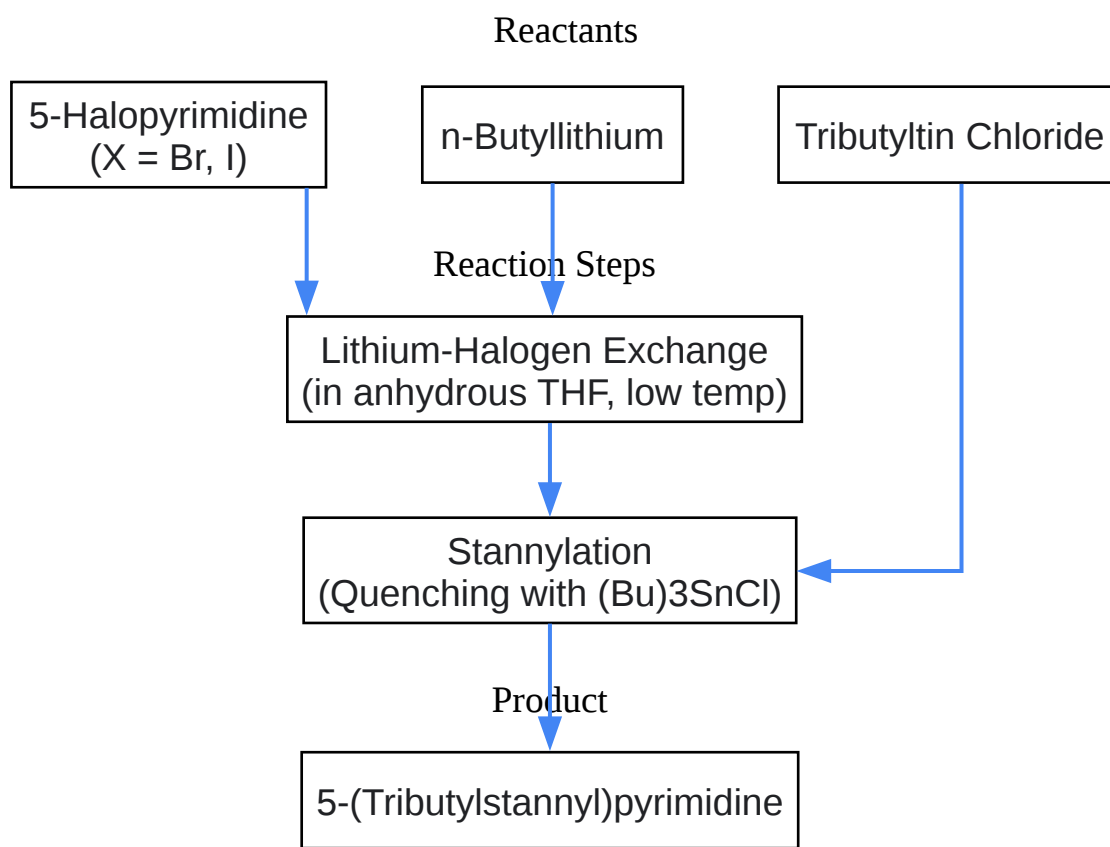 Reactants
5-Halopyrimidine
(X = Br, I)
n-Butyllithium
Tributyltin Chloride
Reaction Steps
Lithium-Halogen Exchange
(in anhydrous THF, low temp)
Stannylation
(Quenching with (Bu)3SnCl)
Product
5-(Tributylstannyl)pyrimidine